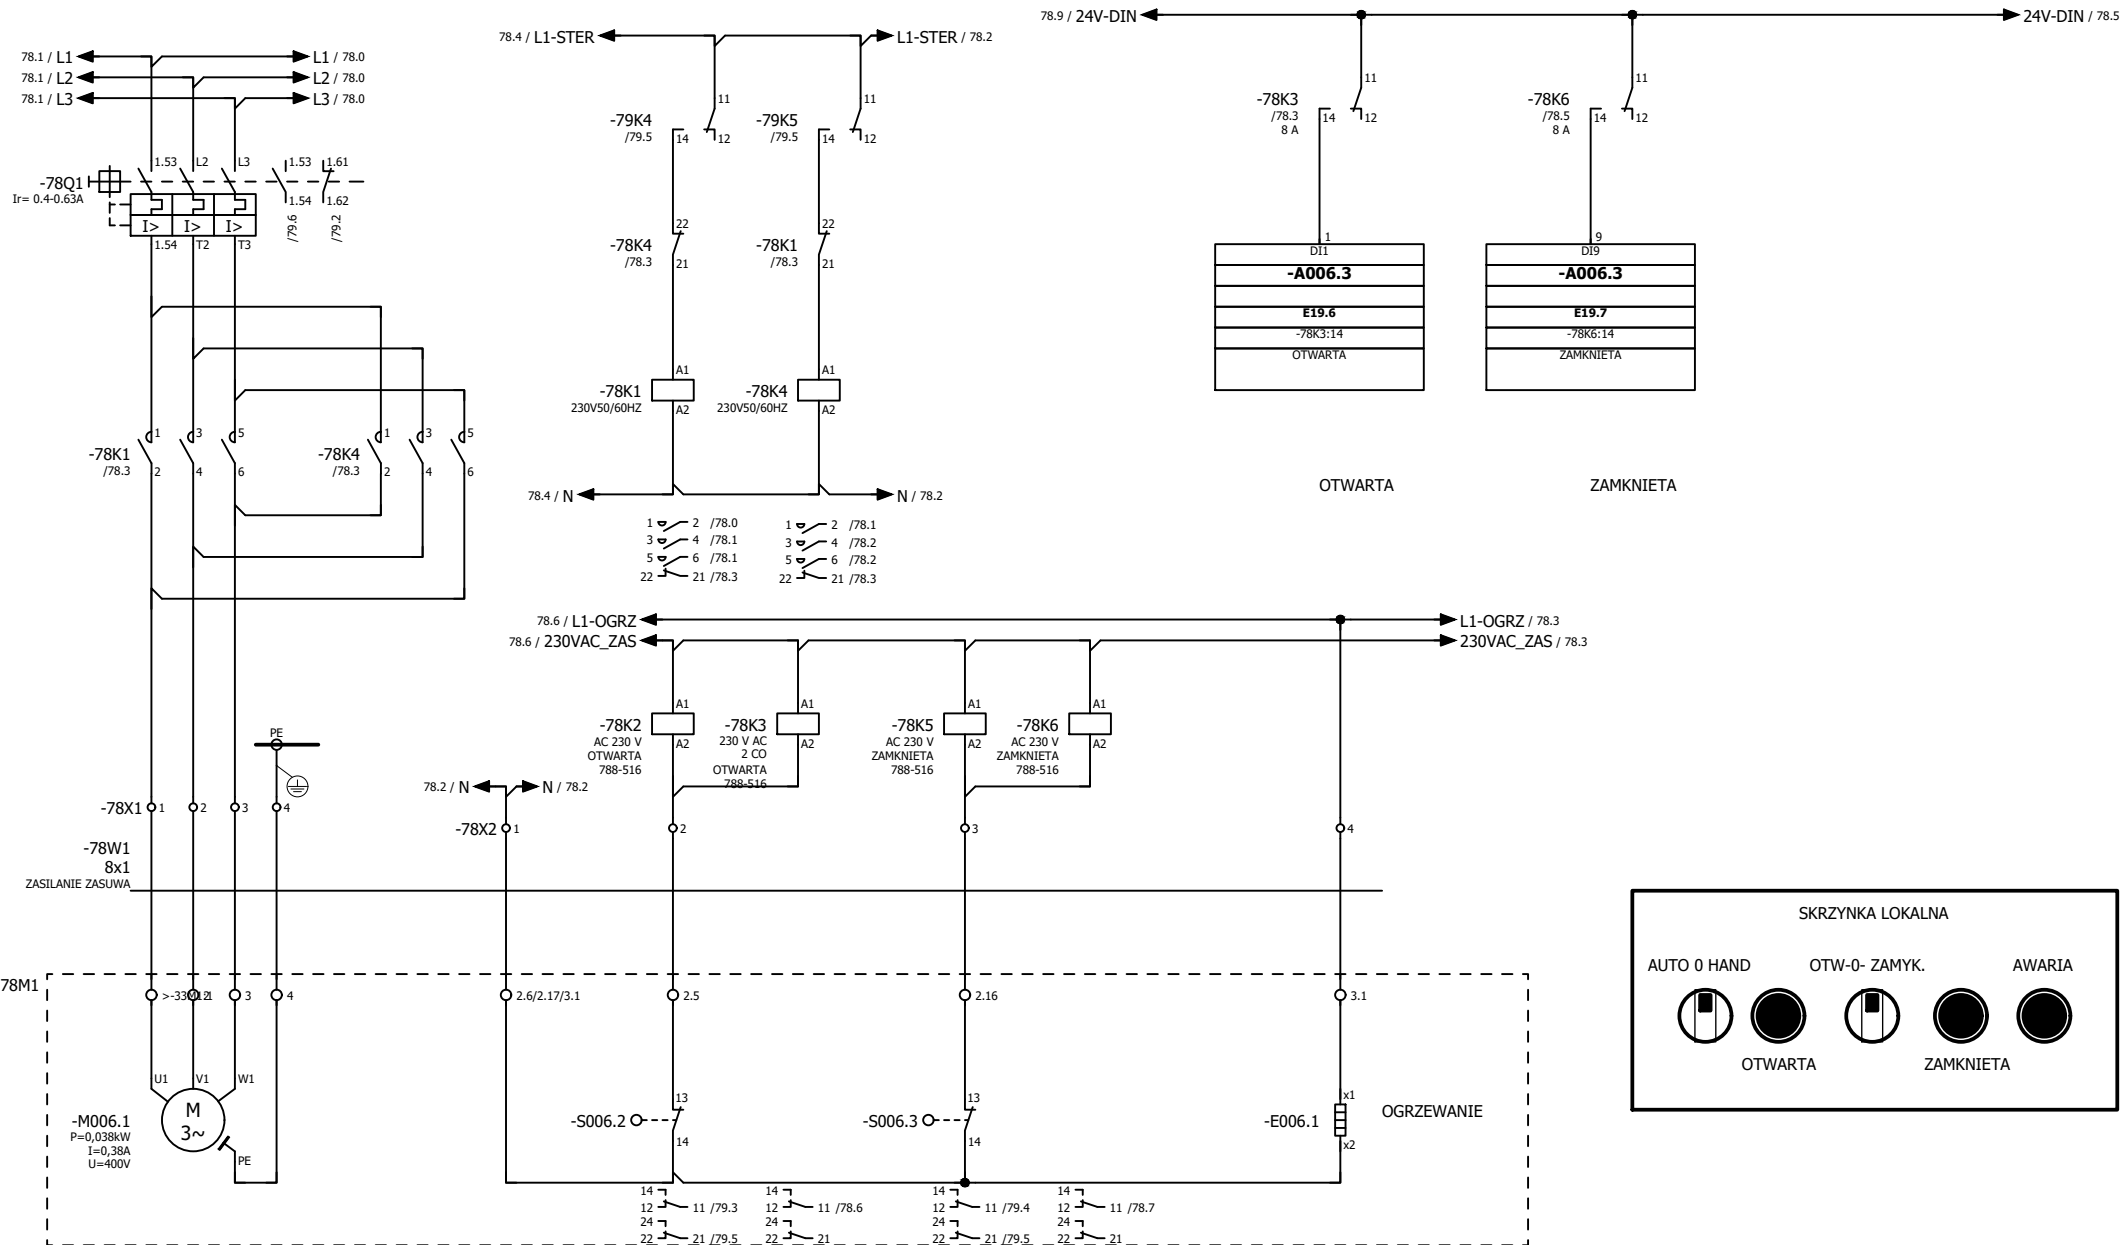 78.9 / 24V-DIN
24V-DIN / 78.5
78.4 / L1-STER
L1-STER / 78.2
78.1 / L1
L1 / 78.0
78.1 / L2
L2 / 78.0
78.1 / L3
L3 / 78.0
-79K4
/79.5
11
14
12
-79K5
/79.5
11
14
12
-78K3
/78.3
8 A
11
14
12
-78K6
/78.5
8 A
11
14
12
-78Q1
Ir= 0.4-0.63A
1.53
L2
L3
1.53
1.61
1.54
1.62
/79.6
/79.2
I>
I>
I>
1.54
T2
T3
-78K4
/78.3
22
21
-78K1
/78.3
22
21
1
DI1
-A006.3
E19.6
-78K3:14
OTWARTA
9
DI9
-A006.3
E19.7
-78K6:14
ZAMKNIETA
-78K1
230V50/60HZ
A1
A2
-78K4
230V50/60HZ
A1
A2
-78K1
/78.3
1
3
5
2
4
6
-78K4
/78.3
1
3
5
2
4
6
OTWARTA
ZAMKNIETA
78.4 / N
N / 78.2
1 2 /78.0
3 4 /78.1
5 6 /78.1
22 21 /78.3
1 2 /78.1
3 4 /78.2
5 6 /78.2
22 21 /78.3
78.6 / L1-OGRZ
L1-OGRZ / 78.3
78.6 / 230VAC_ZAS
230VAC_ZAS / 78.3
-78K2
AC 230 V
OTWARTA
788-516
A1
A2
-78K3
230 V AC
2 CO
OTWARTA
788-516
A1
A2
-78K5
AC 230 V
ZAMKNIETA
788-516
A1
A2
-78K6
AC 230 V
ZAMKNIETA
788-516
A1
A2
PE
78.2 / N
N / 78.2
-78X1
1
2
3
4
-78X2
1
2
3
4
-78W1
8x1
ZASILANIE ZASUWA
SKRZYNKA LOKALNA
AUTO 0 HAND
OTW-0- ZAMYK.
AWARIA
OTWARTA
ZAMKNIETA
78M1
3
4
2.6/2.17/3.1
2.5
2.16
3.1
U1
V1
W1
M
3~
PE
-M006.1
P=0,038kW
I=0,38A
U=400V
-S006.2
13
14
-S006.3
13
14
-E006.1
x1
x2
OGRZEWANIE
14
12 11 /79.3
24
22 21 /79.5
14
12 11 /78.6
24
22 21
14
12 11 /79.4
24
22 21 /79.5
14
12 11 /78.7
24
22 21